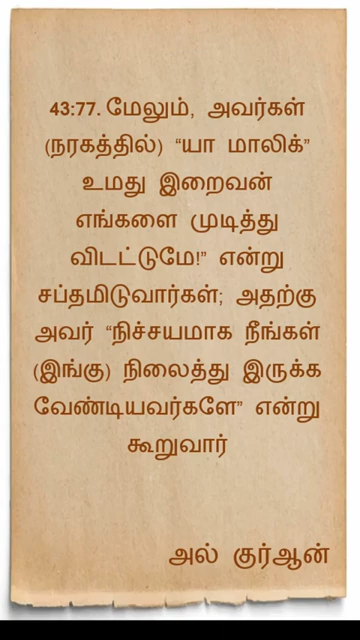 43:77. மேலும், அவர்கள்
(நரகத்தில்) “யா மாலிக்”
உமது இறைவன்
எங்களை முடித்து
விடட்டுமே!” என்று
சப்தமிடுவார்கள்; அதற்கு
அவர் “நிச்சயமாக நீங்கள்
(இங்கு) நிலைத்து இருக்க
வேண்டியவர்களே” என்று
கூறுவார்
அல் குர்ஆன்